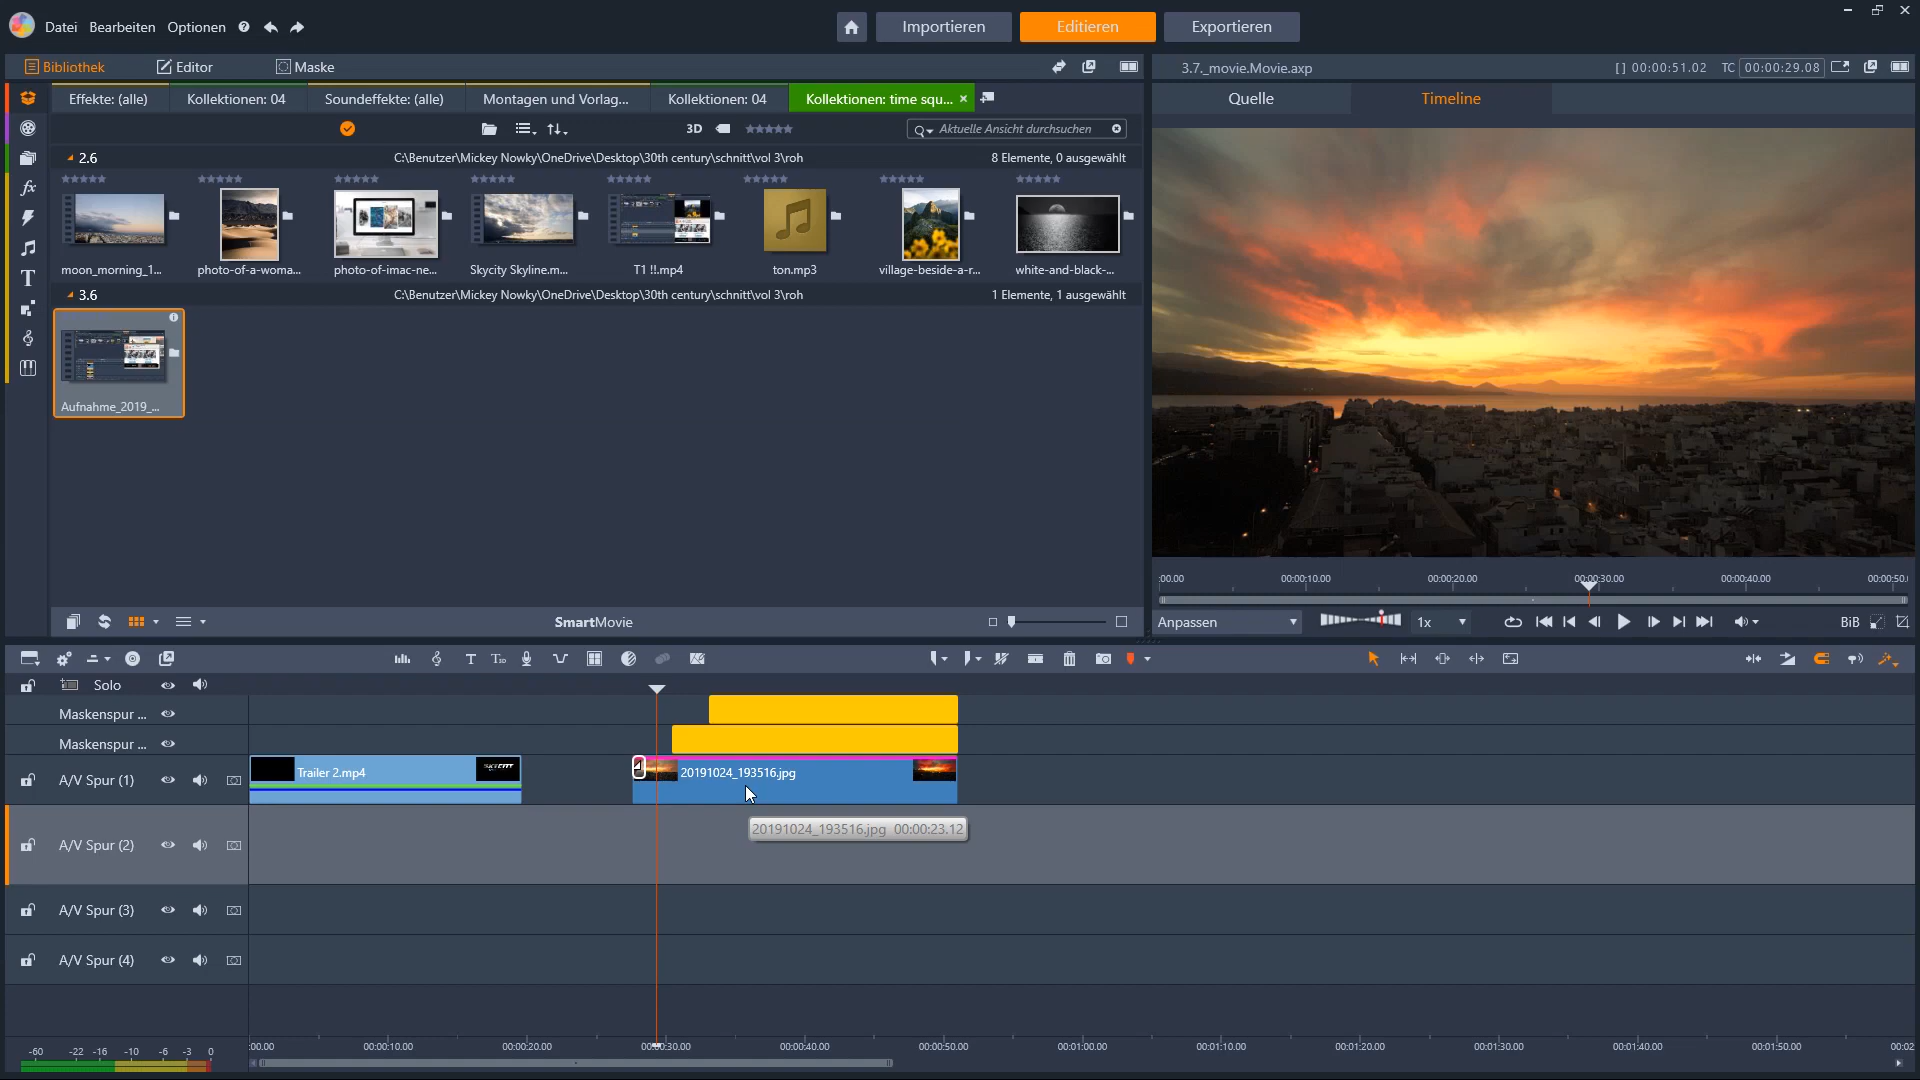 Datei Bearbeiten Optionen
Importieren Editieren Exportieren
Bibliothek Editor Maske
3.7._movie.Movie.axp [ ] 00:00:51.02 TC 00:00:29.08
Effekte: (alle) Kollektionen: 04 Soundeffekte: (alle) Montagen und Vorlag... Kollektionen: 04 Kollektionen: time squ... ×
Quelle Timeline
3D Aktuelle Ansicht durchsuchen
2.6 C:\Benutzer\Mickey Nowky\OneDrive\Desktop\30th century\schnitt\vol 3\roh 8 Elemente, 0 ausgewählt
moon_morning_1... photo-of-a-woma... photo-of-imac-ne... Skycity Skyline.m... T1 !!.mp4 ton.mp3 village-beside-a-r... white-and-black-...
3.6 C:\Benutzer\Mickey Nowky\OneDrive\Desktop\30th century\schnitt\vol 3\roh 1 Elemente, 1 ausgewählt
Aufnahme_2019_...
:00.00 00:00:10.00 00:00:20.00 00:00:30.00 00:00:40.00 00:00:50.
SmartMovie
Anpassen 1x BiB
Solo
Maskenspur ...
Maskenspur ...
A/V Spur (1) Trailer 2.mp4 20191024_193516.jpg
20191024_193516.jpg 00:00:23.12
A/V Spur (2)
A/V Spur (3)
A/V Spur (4)
-60 -22 -16 -10 -6 -3 0
:00.00 00:00:10.00 00:00:20.00 00:00:30.00 00:00:40.00 00:00:50.00 00:01:00.00 00:01:10.00 00:01:20.00 00:01:30.00 00:01:40.00 00:01:50.00 00:02